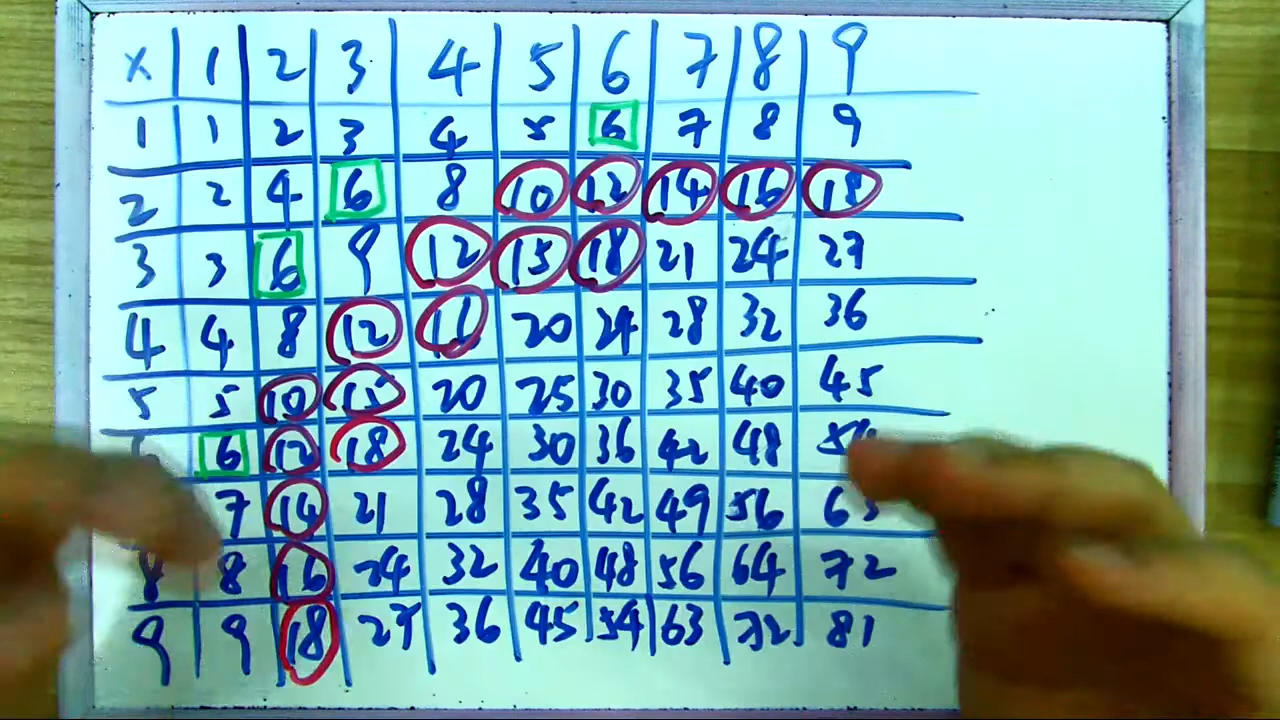 x 1 2 3 4 5 6 7 8 9
1 1 2 3 4 5 6 7 8 9
2 2 4 6 8 10 12 14 16 18
3 3 6 9 12 15 18 21 24 27
4 4 8 12 20 24 28 32 36
5 5 10 15 20 25 30 35 40 45
6 12 18 24 30 36 42 48
7 14 21 28 35 42 49 56 63
8 8 16 24 32 40 48 56 64 72
9 9 18 27 36 45 54 63 72 81